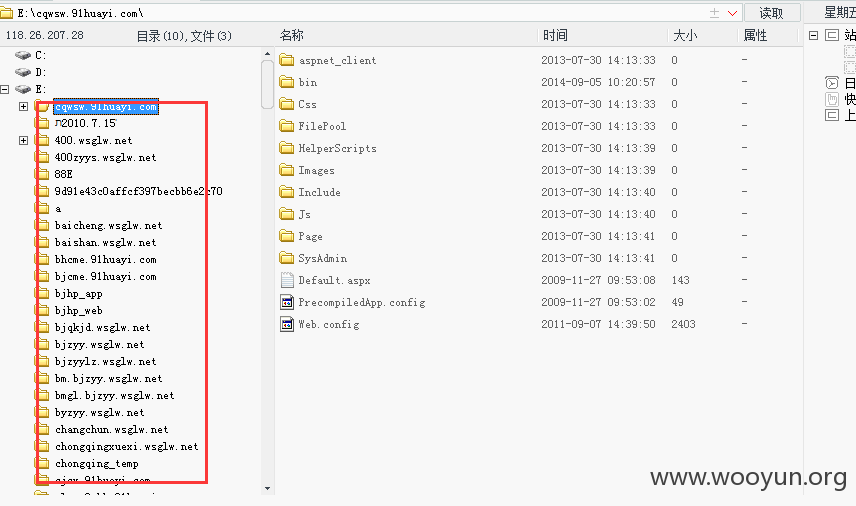 E:\cqwsw.91huayi.com\ 读取 星期五
118.26.207.28 目录(10),文件(3) 名称 时间 大小 属性
C:
D:
E:
cqwsw.91huayi.com
2010.7.15
400.wsglw.net
400zyys.wsglw.net
88E
9d91e43c0affcf397becbb6e2c70
a
baicheng.wsglw.net
baishan.wsglw.net
bhcme.91huayi.com
bjcme.91huayi.com
bjhp_app
bjhp_web
bjqkjd.wsglw.net
bjzyy.wsglw.net
bjzyylz.wsglw.net
bm.bjzyy.wsglw.net
bmgl.bjzyy.wsglw.net
byzyy.wsglw.net
changchun.wsglw.net
chongqingxuexi.wsglw.net
chongqing_temp
aspnet_client 2013-07-30 14:13:33 0 -
bin 2014-09-05 10:20:57 0 -
Css 2013-07-30 14:13:33 0 -
FilePool 2013-07-30 14:13:33 0 -
HelperScripts 2013-07-30 14:13:39 0 -
Images 2013-07-30 14:13:39 0 -
Include 2013-07-30 14:13:40 0 -
Js 2013-07-30 14:13:40 0 -
Page 2013-07-30 14:13:41 0 -
SysAdmin 2013-07-30 14:13:41 0 -
Default.aspx 2009-11-27 09:53:08 143 -
PrecompiledApp.config 2009-11-27 09:53:02 49 -
Web.config 2011-09-07 14:39:50 2403 -
站
日
快
上
www.wooyun.org